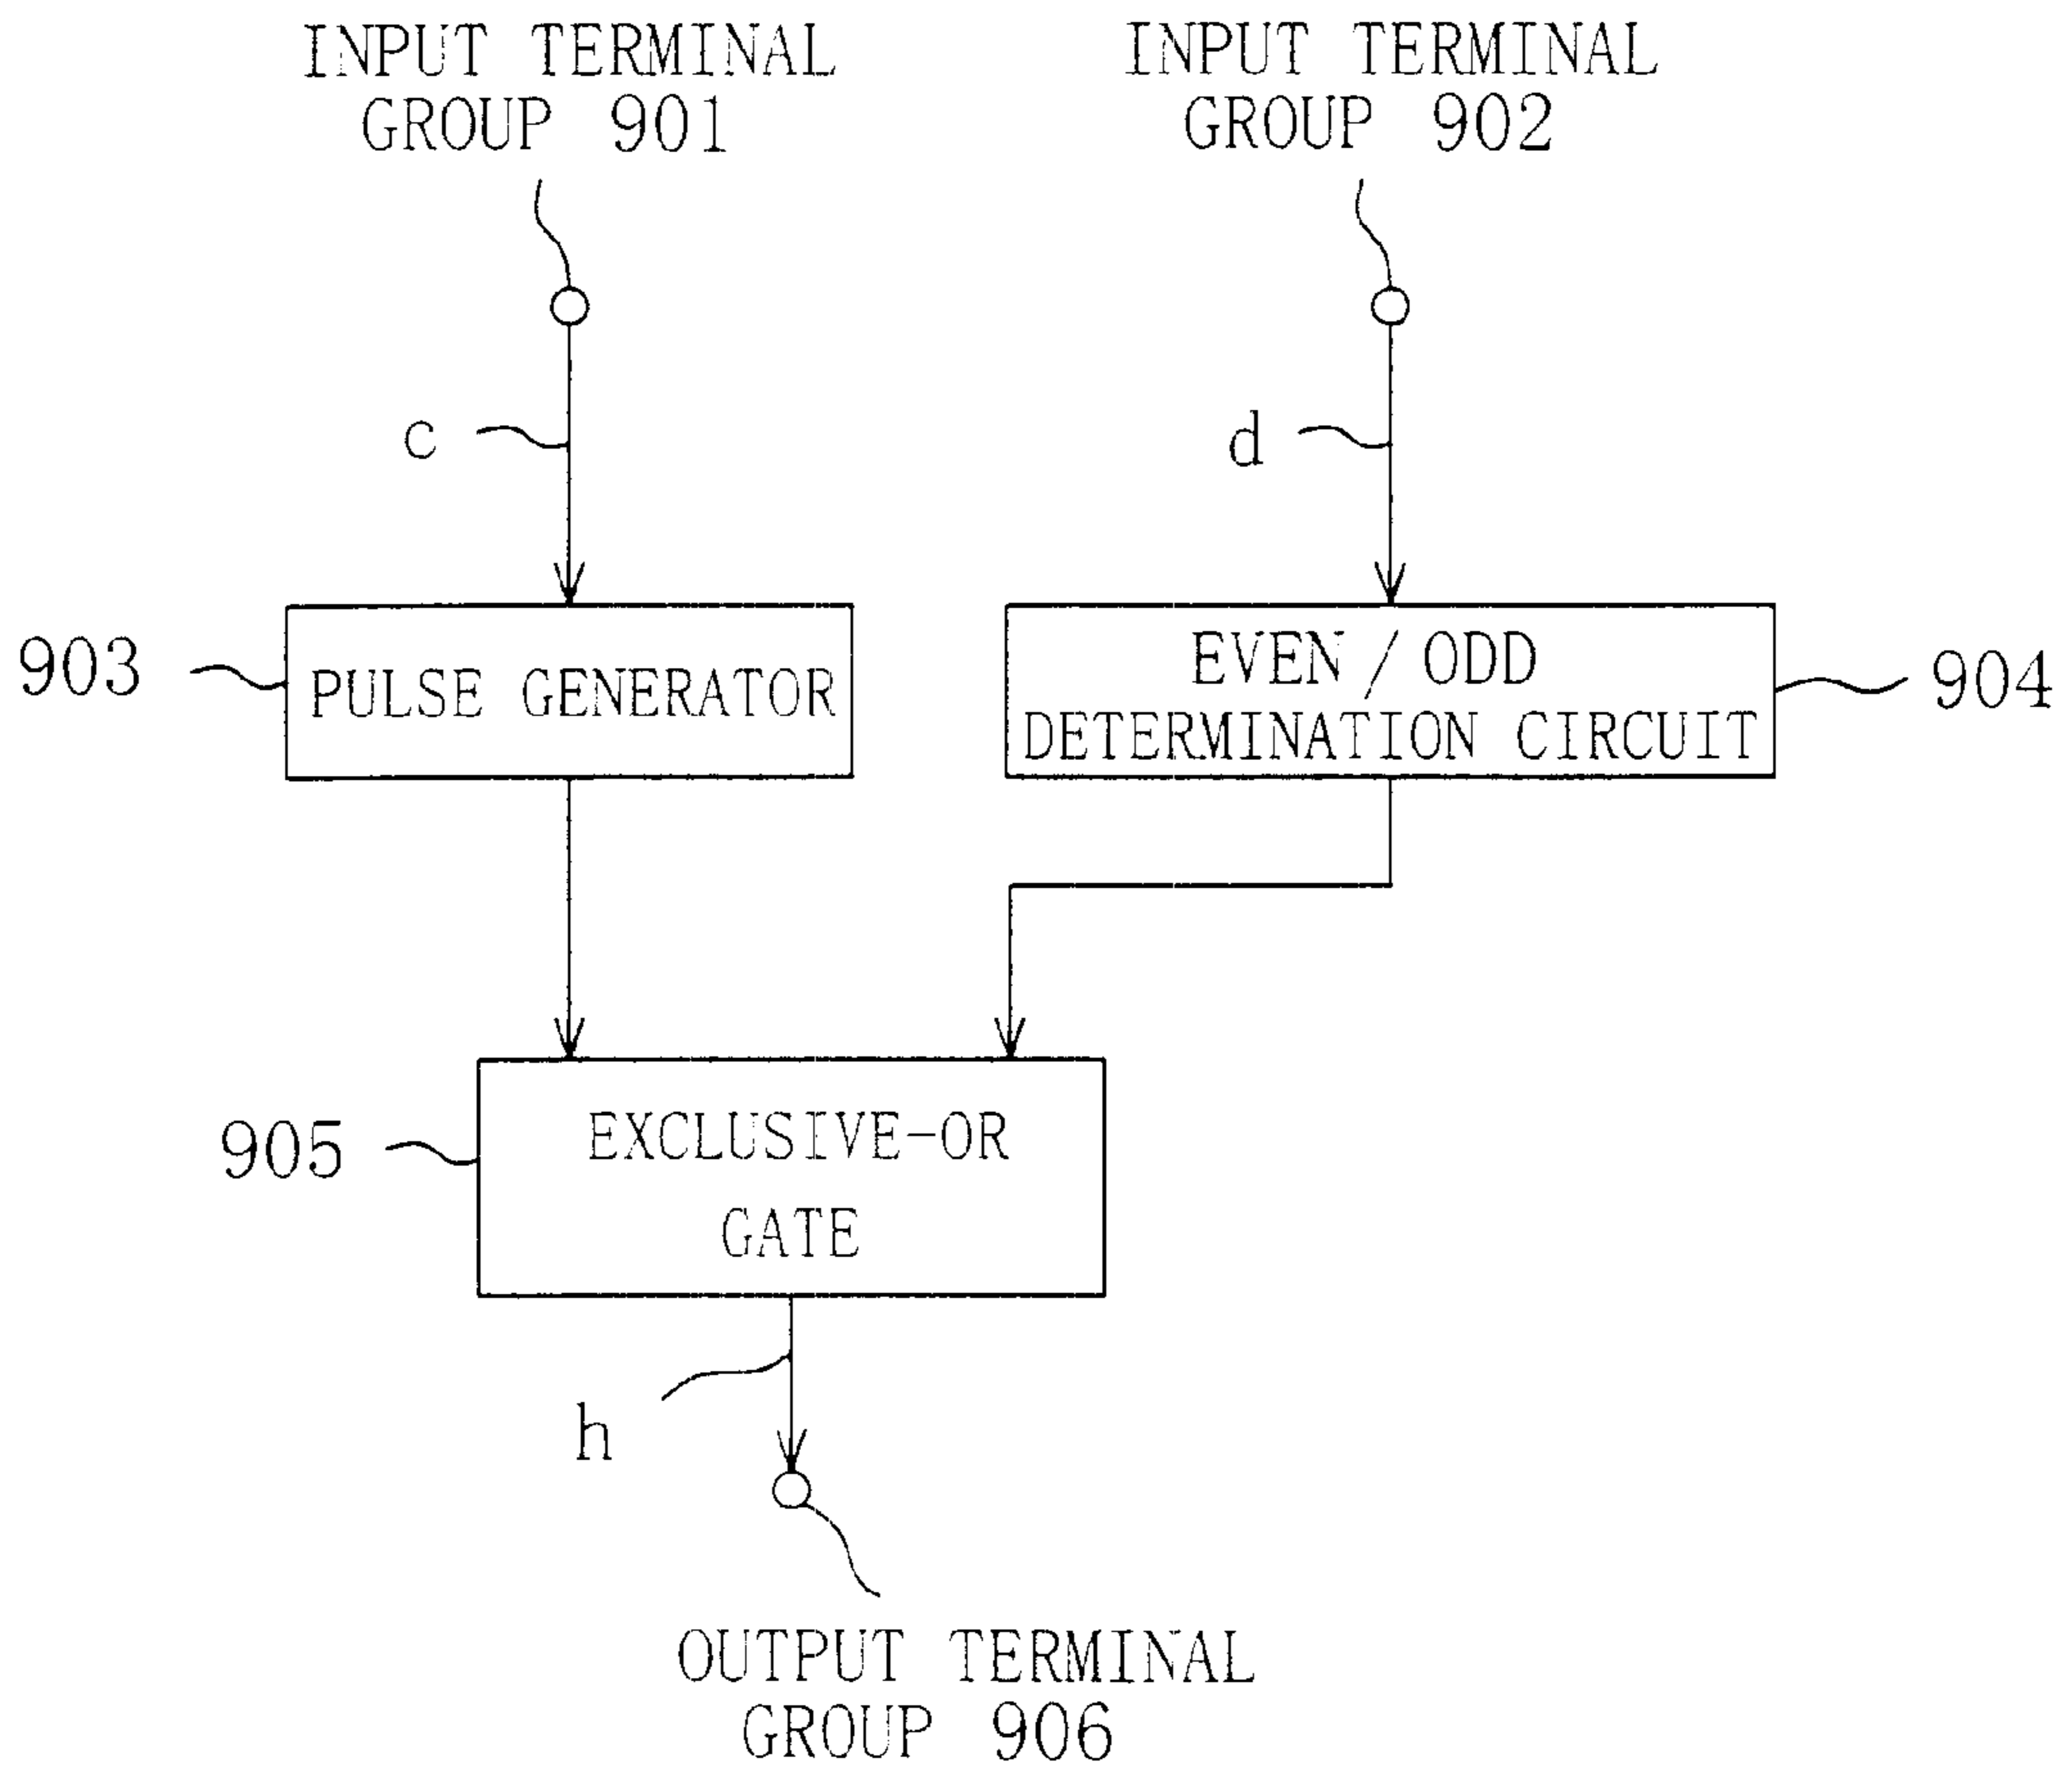 INPUT TERMINAL
GROUP 901
INPUT TERMINAL
GROUP 902
c
d
903
PULSE GENERATOR
EVEN / ODD
DETERMINATION CIRCUIT
904
905
EXCLUSIVE-OR
GATE
h
OUTPUT TERMINAL
GROUP 906